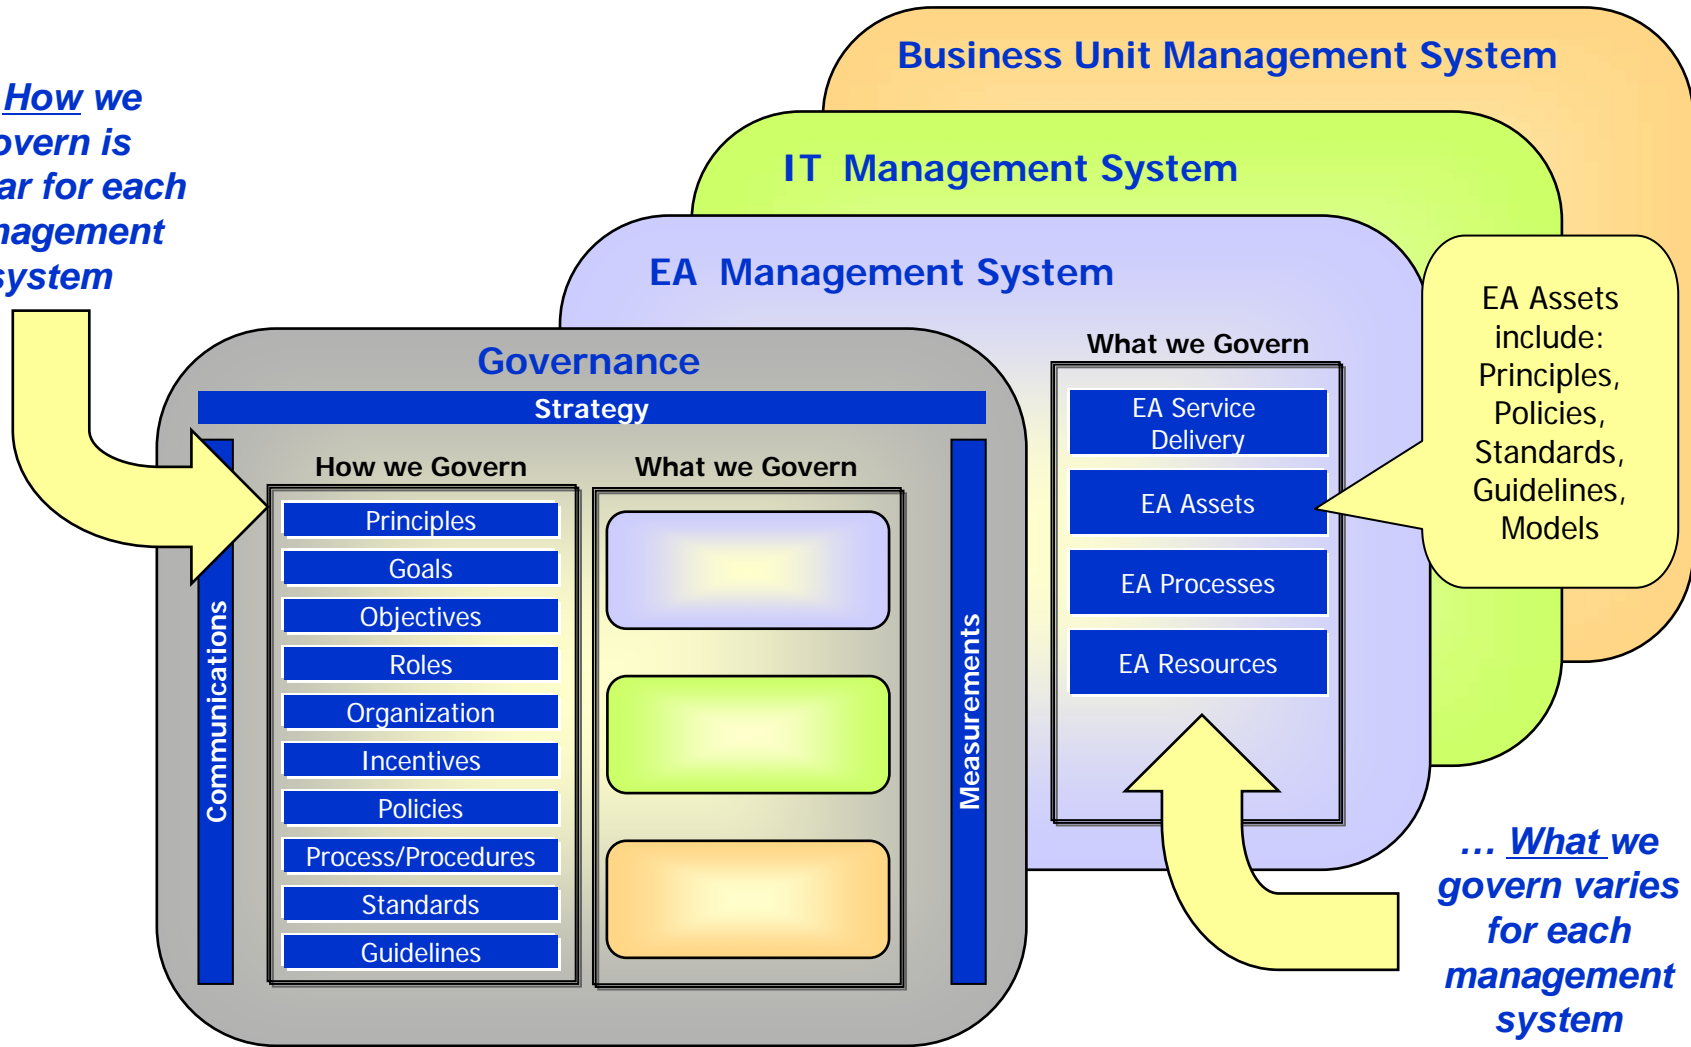 Business Unit Management System
How we
overn is
ar for each
nagement
system
IT Management System
EA Management System
EA Assets
include:
Principles,
Policies,
Standards,
Guidelines,
Models
What we Govern
EA Service
Delivery
EA Assets
EA Processes
EA Resources
Governance
Strategy
Communications
How we Govern
Principles
Goals
Objectives
Roles
Organization
Incentives
Policies
Process/Procedures
Standards
Guidelines
What we Govern
Measurements
... What we
govern varies
for each
management
system